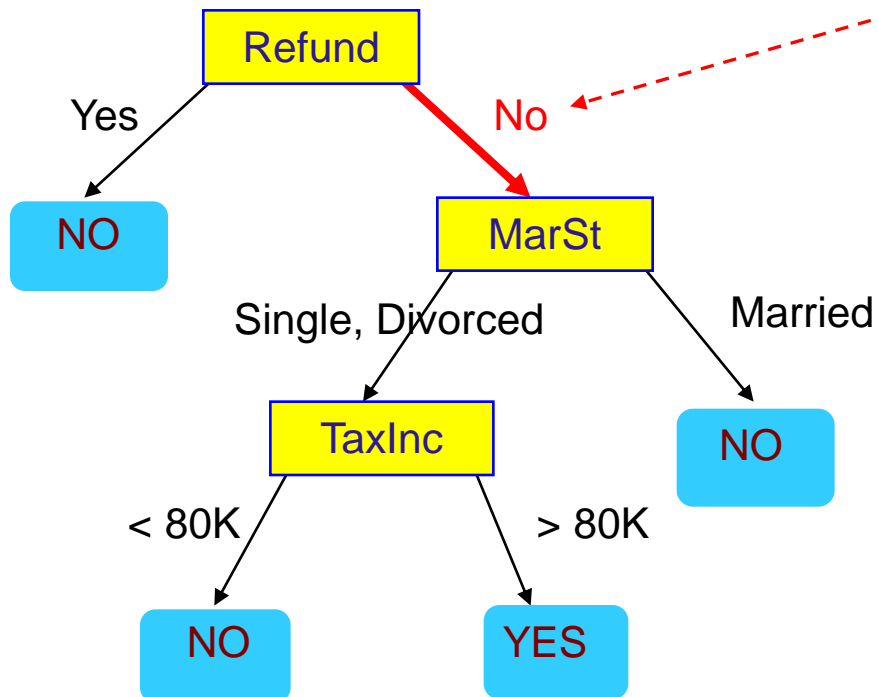 Refund
Yes
No
NO
MarSt
Single, Divorced
Married
TaxInc
NO
< 80K
> 80K
NO
YES